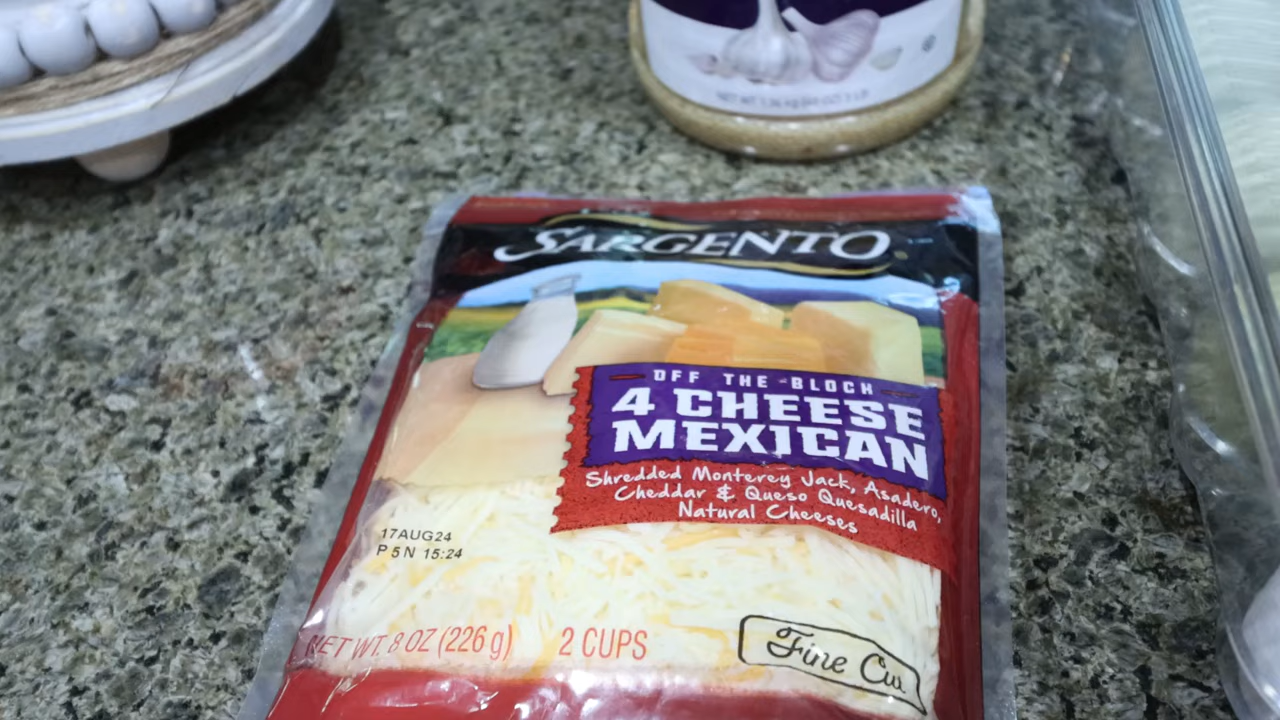 SARGENTO
OFF THE BLOCK
4 CHEESE
MEXICAN
Shredded Monterey Jack, Asadero,
Cheddar & Queso Quesadilla
Natural Cheeses
17AUG24
P 5 N 15:24
NET WT. 8 OZ (226 g) 2 CUPS
Fine Cut